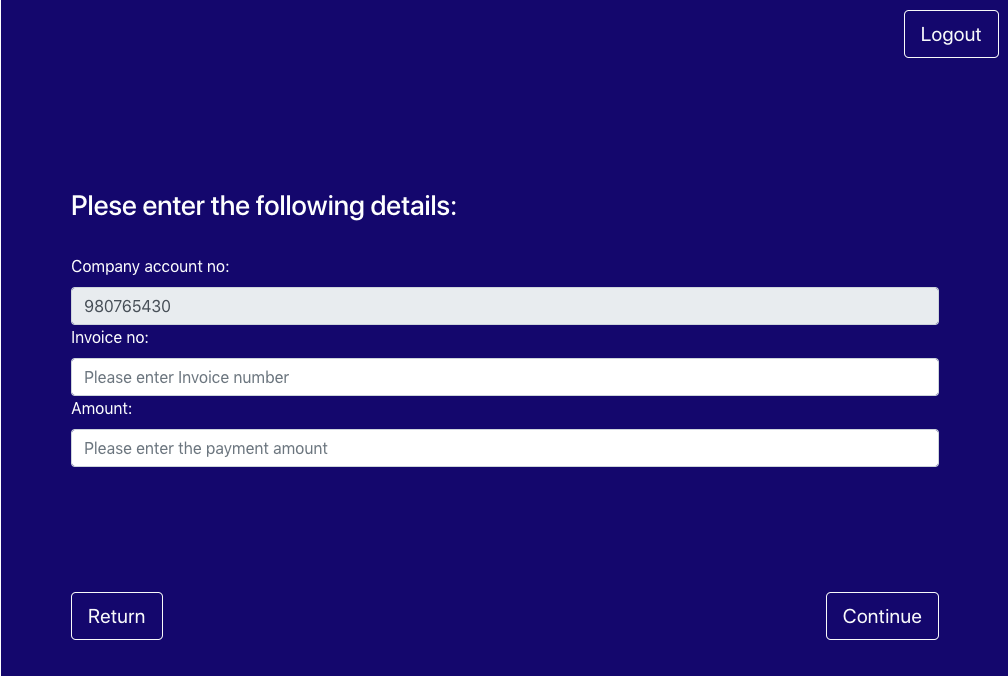 Logout
Plese enter the following details:
Company account no:
980765430
Invoice no:
Please enter Invoice number
Amount:
Please enter the payment amount
Return
Continue